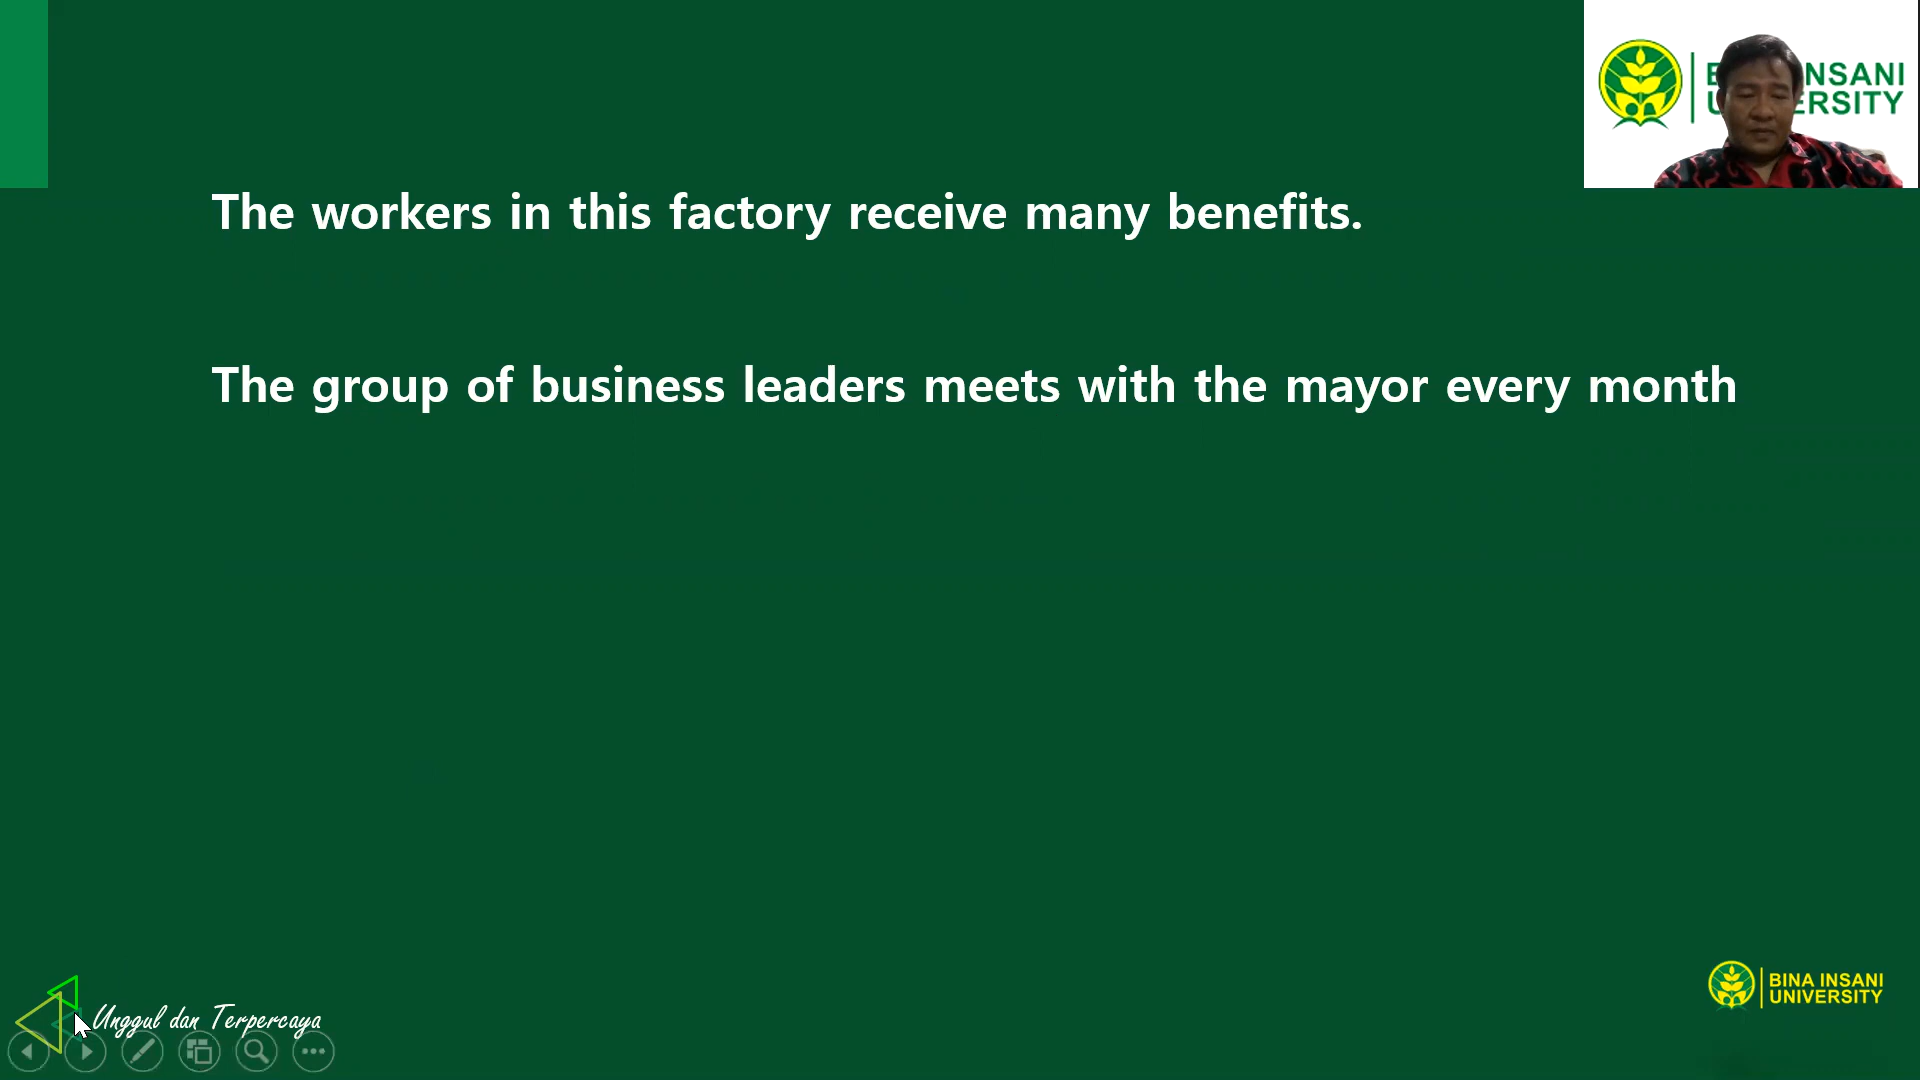 INSANI
UNIVERSITY
The workers in this factory receive many benefits.
The group of business leaders meets with the mayor every month
Unggul dan Terpercaya
BINA INSANI
UNIVERSITY